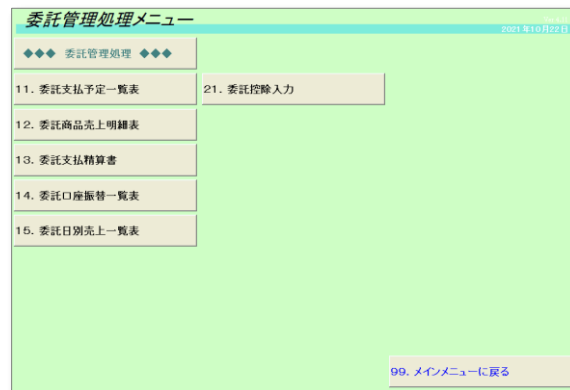 委託管理処理メニュー
2021年10月22日
◆◆◆ 委託管理処理 ◆◆◆
11. 委託支払予定一覧表
21. 委託控除入力
12. 委託商品売上明細表
13. 委託支払精算書
14. 委託口座振替一覧表
15. 委託日別売上一覧表
99. メインメニューに戻る